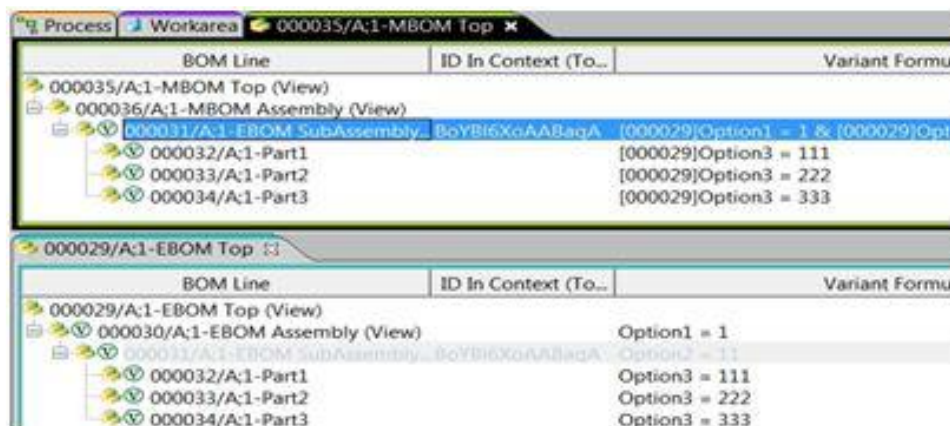 Process Workarea 000035/A;1-MBOM Top
BOM Line ID In Context (To... Variant Formu
000035/A;1-MBOM Top (View)
000036/A;1-MBOM Assembly (View)
000031/A;1-EBOM SubAssembly... BoYBI6XoAABaqA [000029]Option1 = 1 & [000029]Opt
000032/A;1-Part1 [000029]Option3 = 111
000033/A;1-Part2 [000029]Option3 = 222
000034/A;1-Part3 [000029]Option3 = 333
000029/A;1-EBOM Top
BOM Line ID In Context (To... Variant Formu
000029/A;1-EBOM Top (View)
000030/A;1-EBOM Assembly (View) Option1 = 1
000031/A;1-EBOM SubAssembly... BoYBI6XoAABaqA Option2 = 11
000032/A;1-Part1 Option3 = 111
000033/A;1-Part2 Option3 = 222
000034/A;1-Part3 Option3 = 333